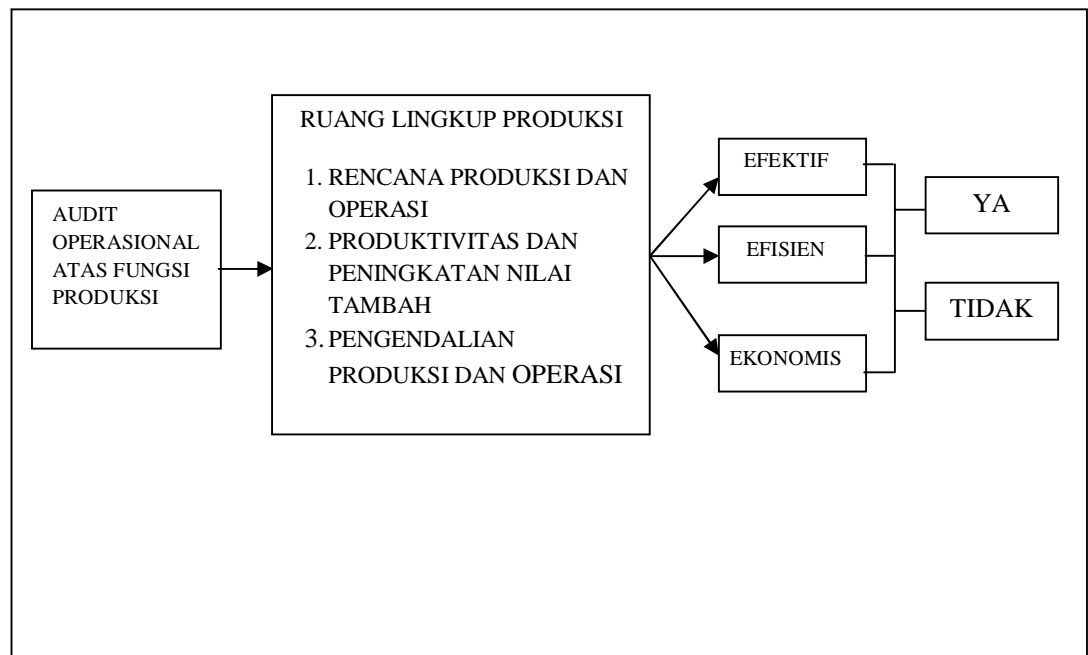 AUDIT
OPERASIONAL
ATAS FUNGSI
PRODUKSI
RUANG LINGKUP PRODUKSI
1. RENCANA PRODUKSI DAN
OPERASI
2. PRODUKTIVITAS DAN
PENINGKATAN NILAI
TAMBAH
3. PENGENDALIAN
PRODUKSI DAN OPERASI
EFEKTIF
EFISIEN
EKONOMIS
YA
TIDAK